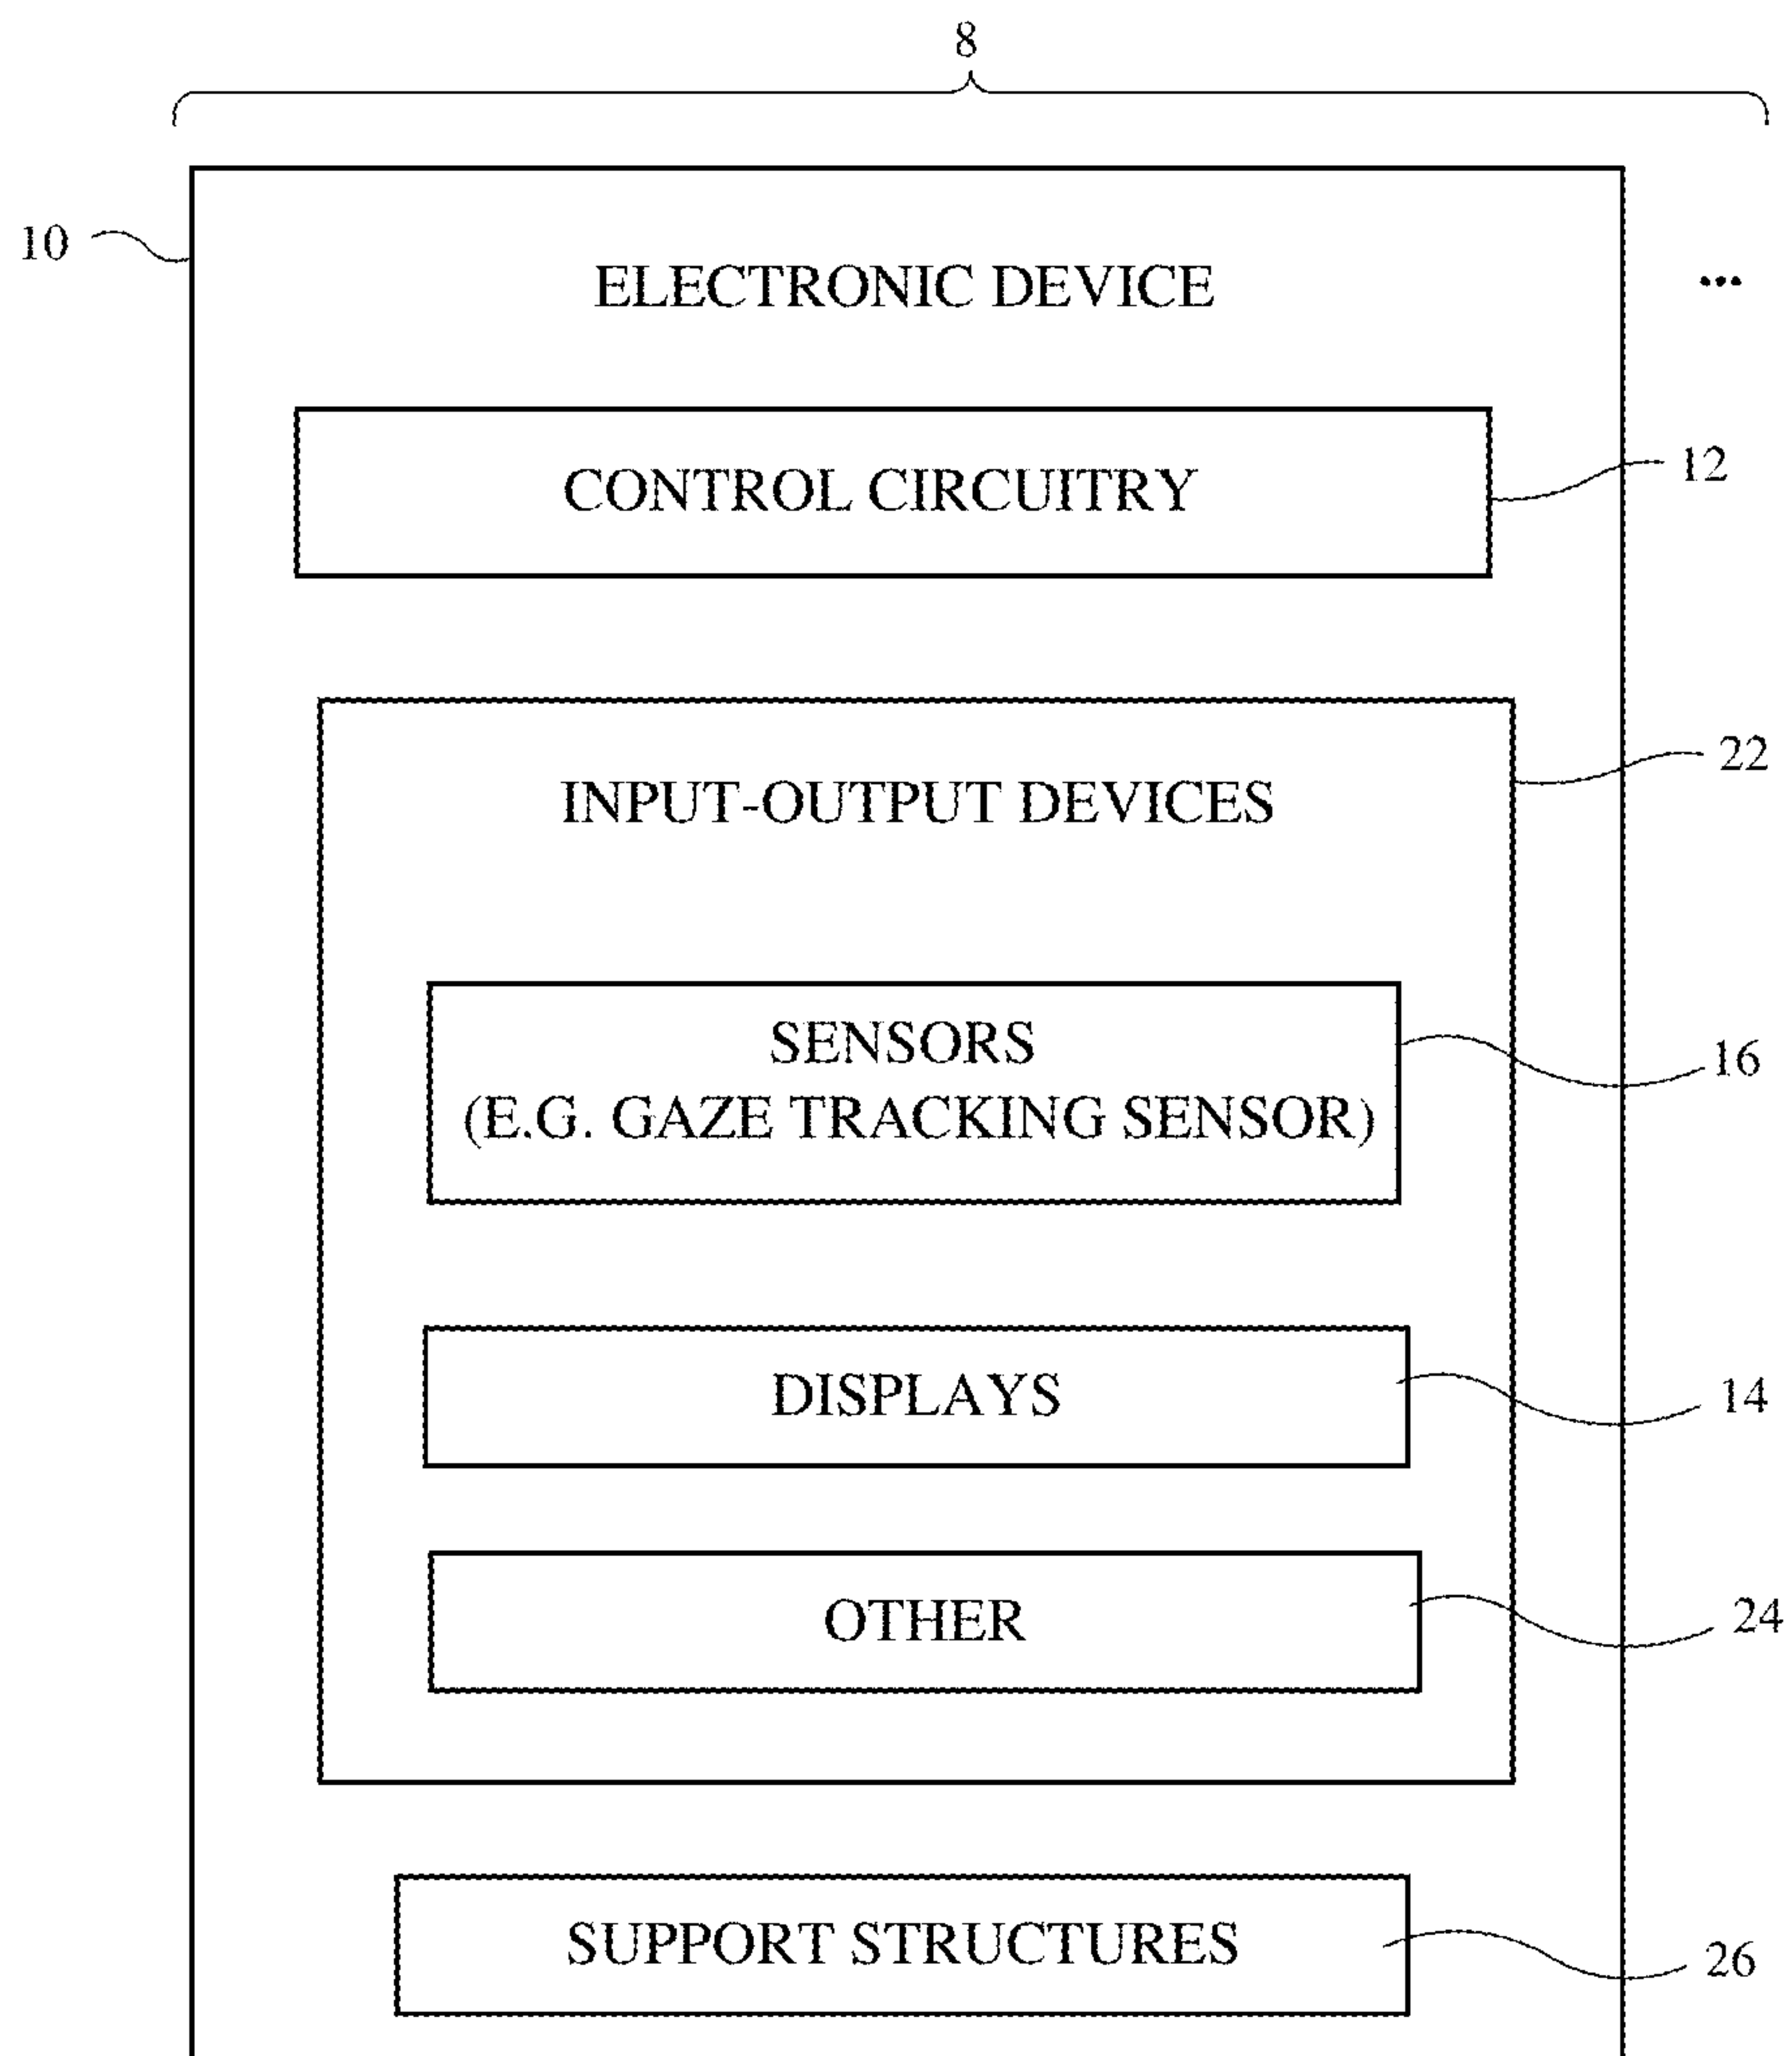 8
10
ELECTRONIC DEVICE
...
CONTROL CIRCUITRY
12
INPUT-OUTPUT DEVICES
22
SENSORS
(E.G. GAZE TRACKING SENSOR)
16
DISPLAYS
14
OTHER
24
SUPPORT STRUCTURES
26